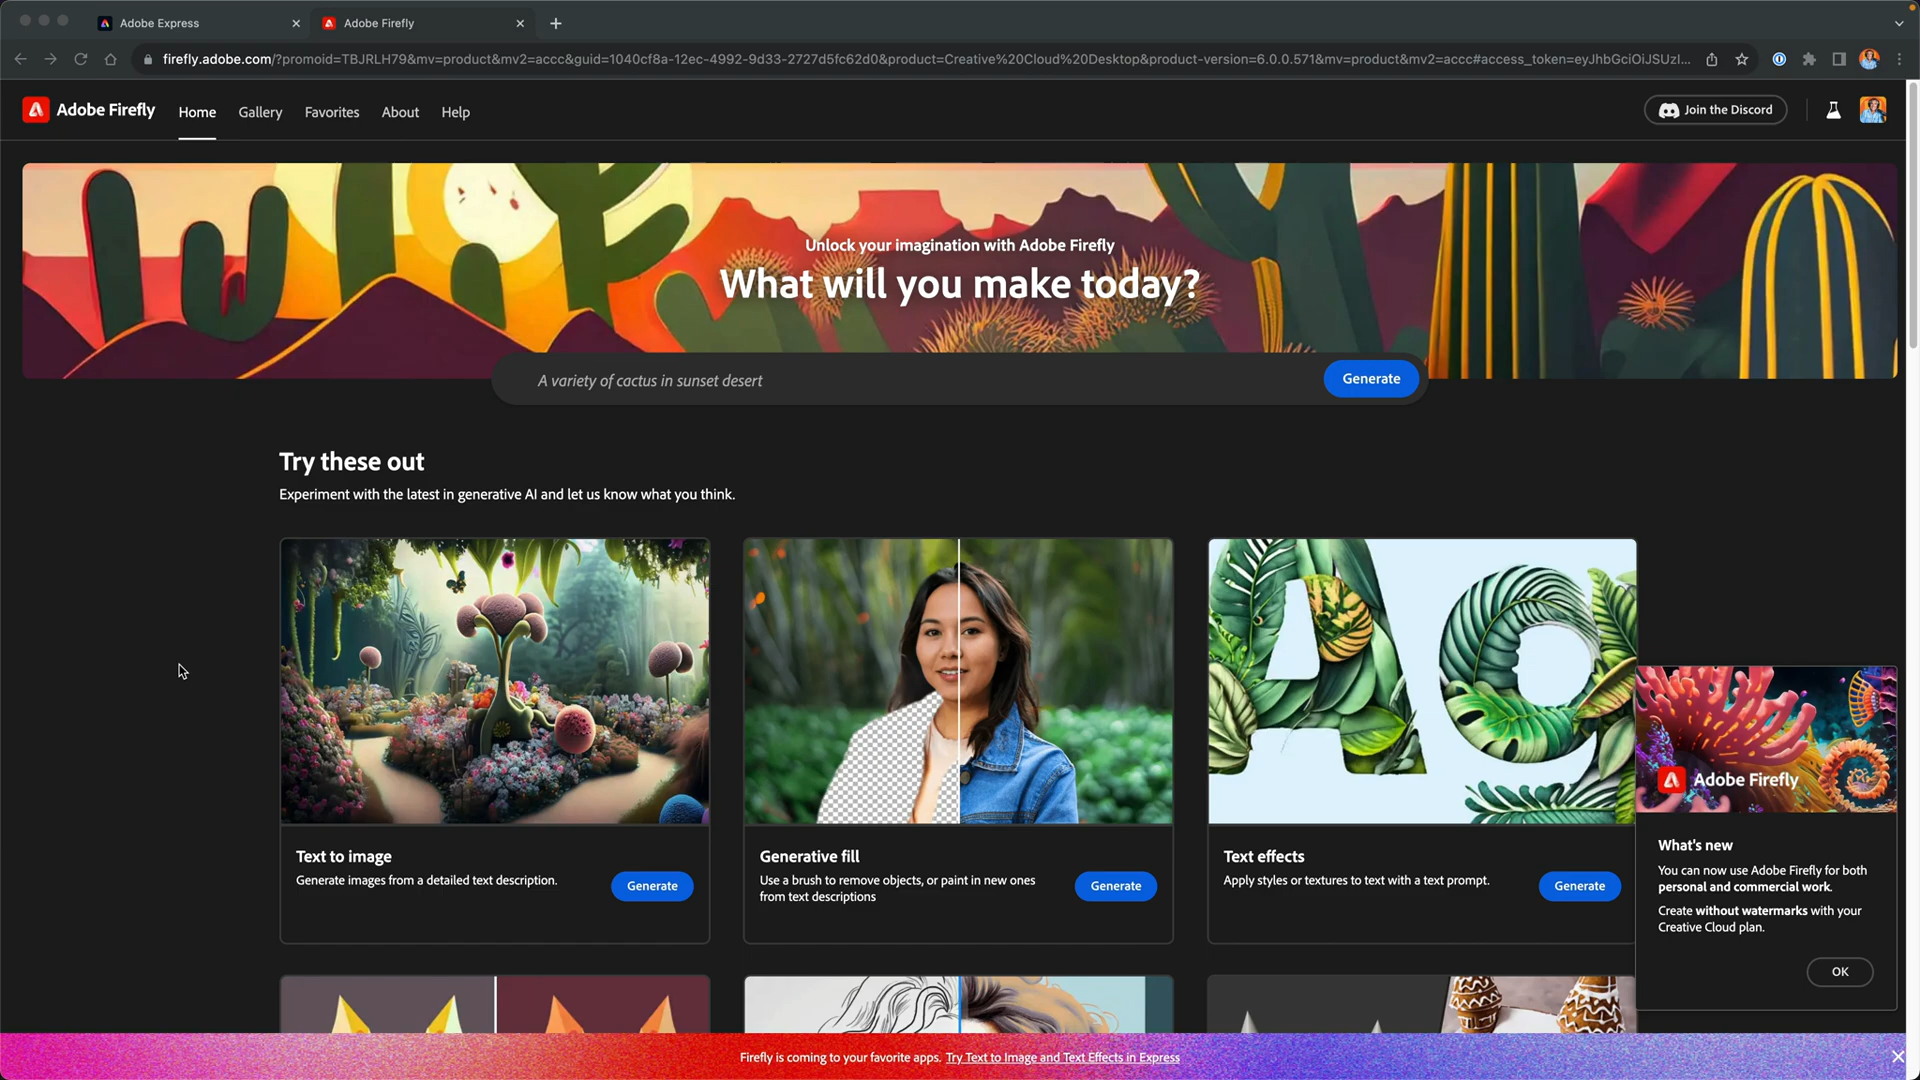 Adobe Express
Adobe Firefly
firefly.adobe.com/?promoid=TBJRLH79&mv=product&mv2=accc&guid=1040cf8a-12ec-4992-9d33-2727d5fc62d0&product=Creative%20Cloud%20Desktop&product-version=6.0.0.571&mv=product&mv2=accc#access_token=eyJhbGciOiJSUzI...
Adobe Firefly
Home
Gallery
Favorites
About
Help
Join the Discord
Unlock your imagination with Adobe Firefly
What will you make today?
A variety of cactus in sunset desert
Generate
Try these out
Experiment with the latest in generative AI and let us know what you think.
Text to image
Generate images from a detailed text description.
Generate
Generative fill
Use a brush to remove objects, or paint in new ones
from text descriptions
Generate
Text effects
Apply styles or textures to text with a text prompt.
Generate
Adobe Firefly
What's new
You can now use Adobe Firefly for both
personal and commercial work.
Create without watermarks with your
Creative Cloud plan.
OK
Firefly is coming to your favorite apps. Try Text to Image and Text Effects in Express